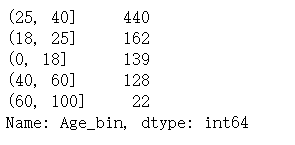 (25, 40]     440
(18, 25]     162
(0, 18]      139
(40, 60]     128
(60, 100]     22
Name: Age_bin, dtype: int64